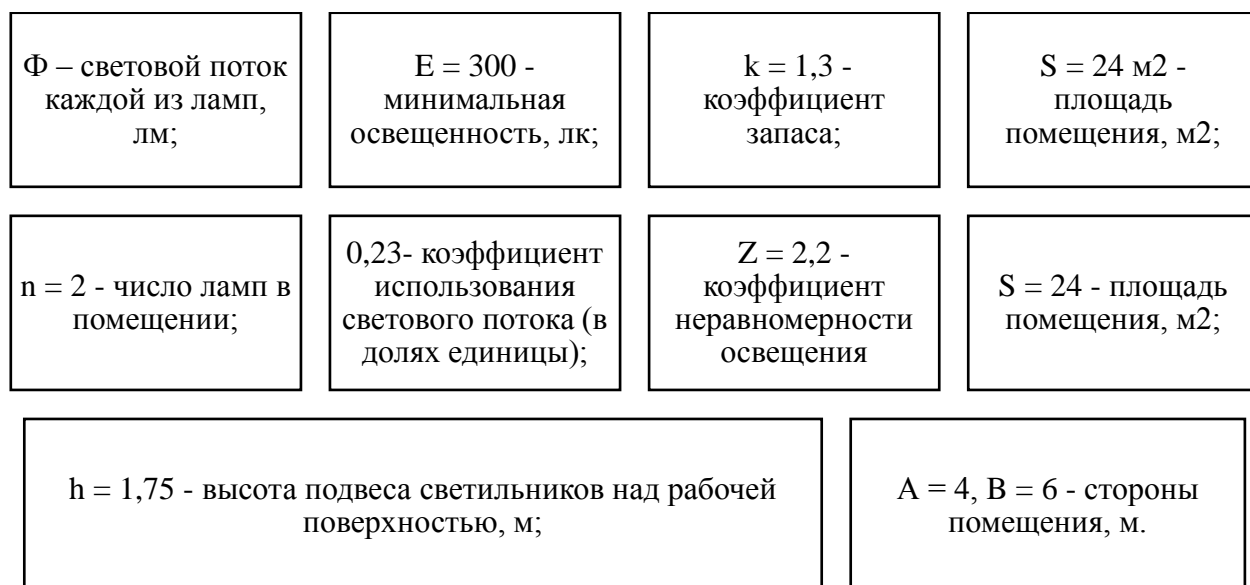 Ф – световой поток
каждой из ламп,
лм;
E = 300 -
минимальная
освещенность, лк;
k = 1,3 -
коэффициент
запаса;
S = 24 м2 -
площадь
помещения, м2;
n = 2 - число ламп в
помещении;
0,23- коэффициент
использования
светового потока (в
долях единицы);
Z = 2,2 -
коэффициент
неравномерности
освещения
S = 24 - площадь
помещения, м2;
h = 1,75 - высота подвеса светильников над рабочей
поверхностью, м;
A = 4, B = 6 - стороны
помещения, м.